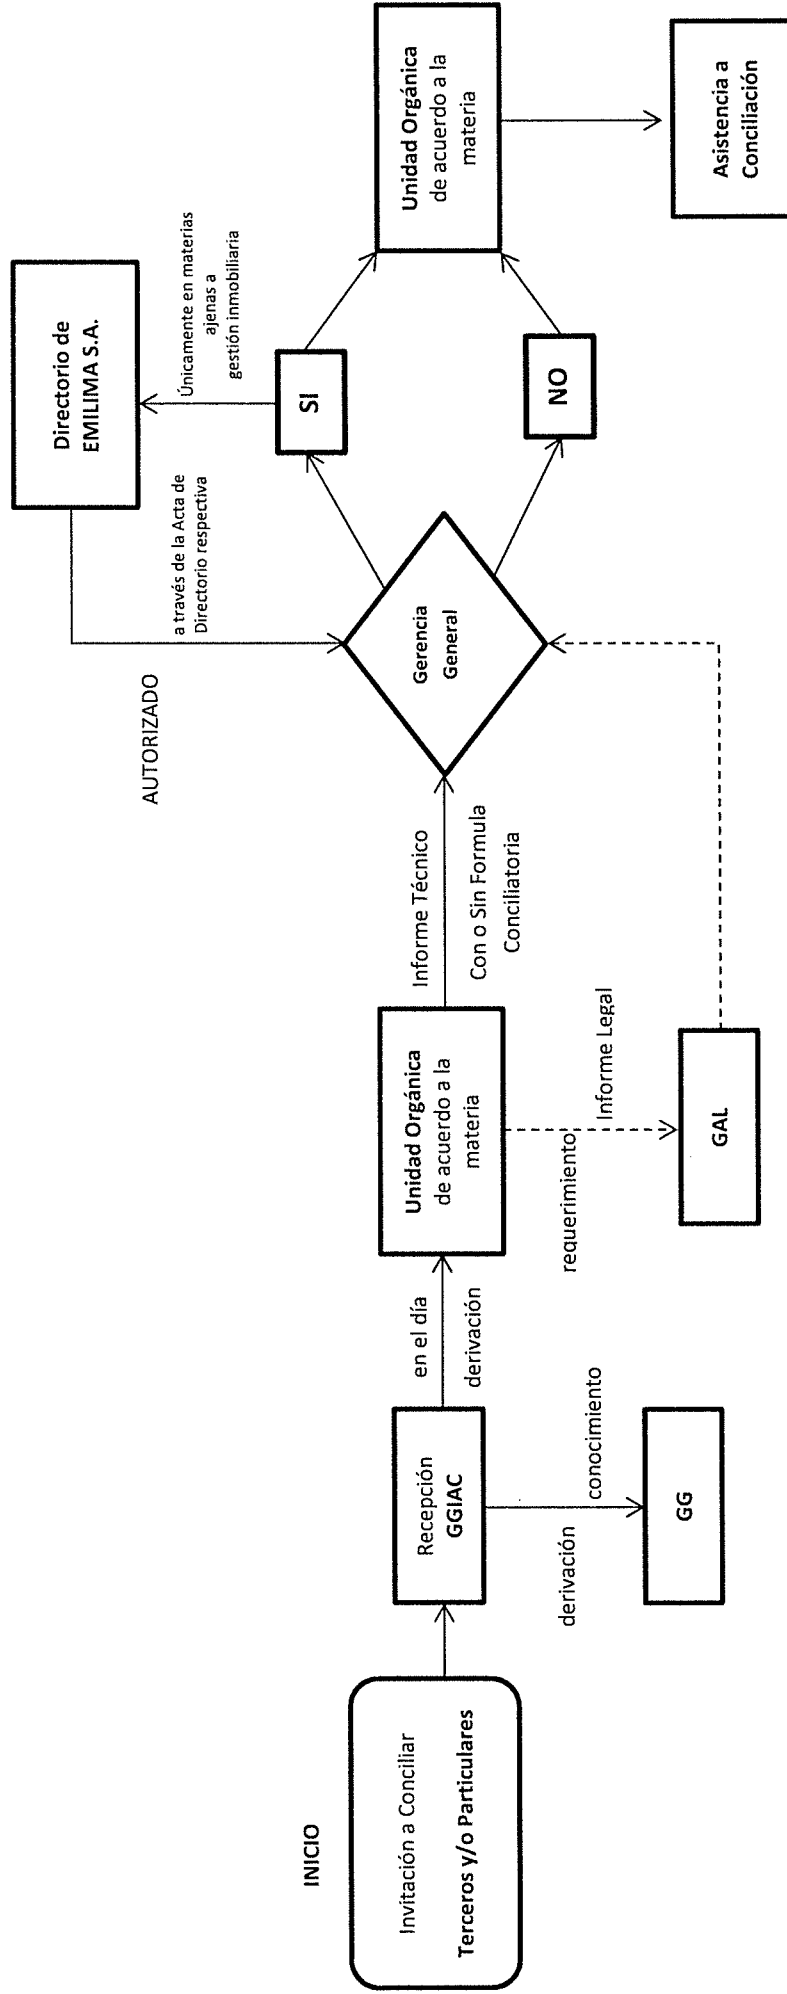 INICIO
Invitación a Conciliar
Terceros y/o Particulares
Recepción
GGIAC
derivación
conocimiento
GG
en el día
derivación
Unidad Orgánica
de acuerdo a la
materia
requerimiento
Informe Legal
GAL
Informe Técnico
Con o Sin Formula
Conciliatoria
Gerencia
General
AUTORIZADO
a través de la Acta de
Directorio respectiva
Directorio de
EMILIMA S.A.
Únicamente en materias
ajenas a
gestión inmobiliaria
SI
NO
Unidad Orgánica
de acuerdo a la
materia
Asistencia a
Conciliación